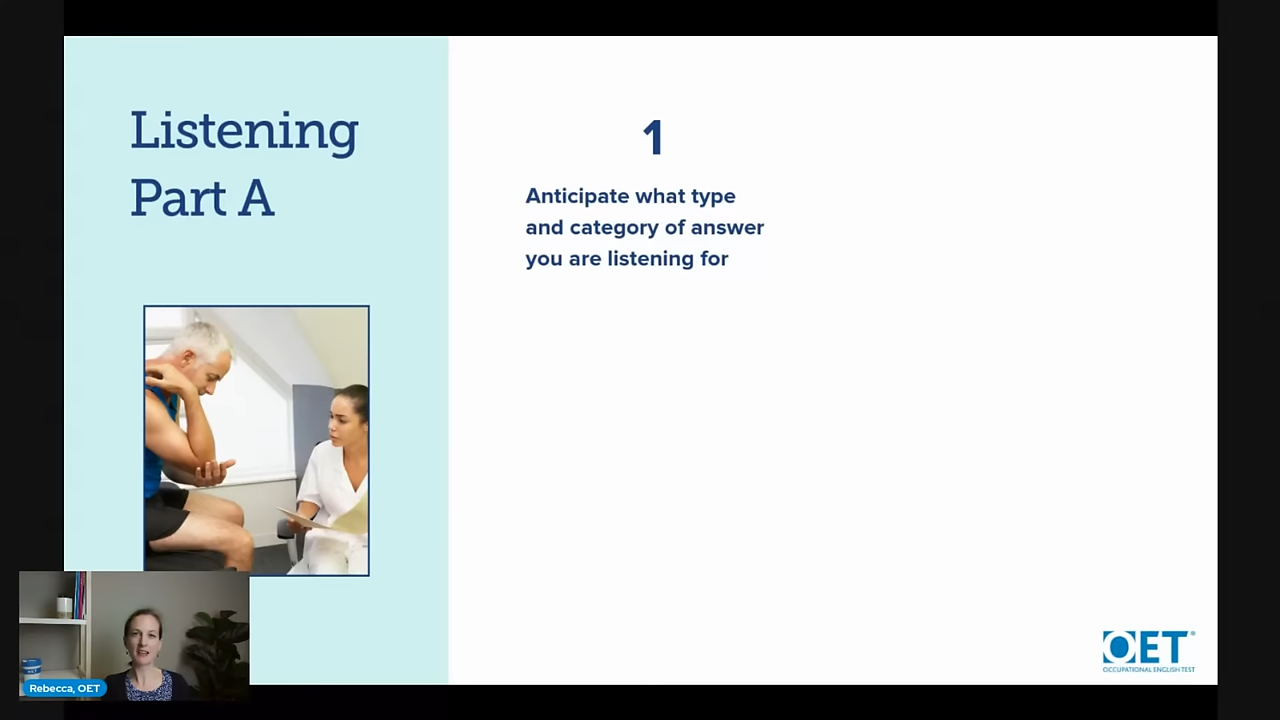 Listening
Part A
1
Anticipate what type
and category of answer
you are listening for
Rebecca, OET
OET®
OCCUPATIONAL ENGLISH TEST